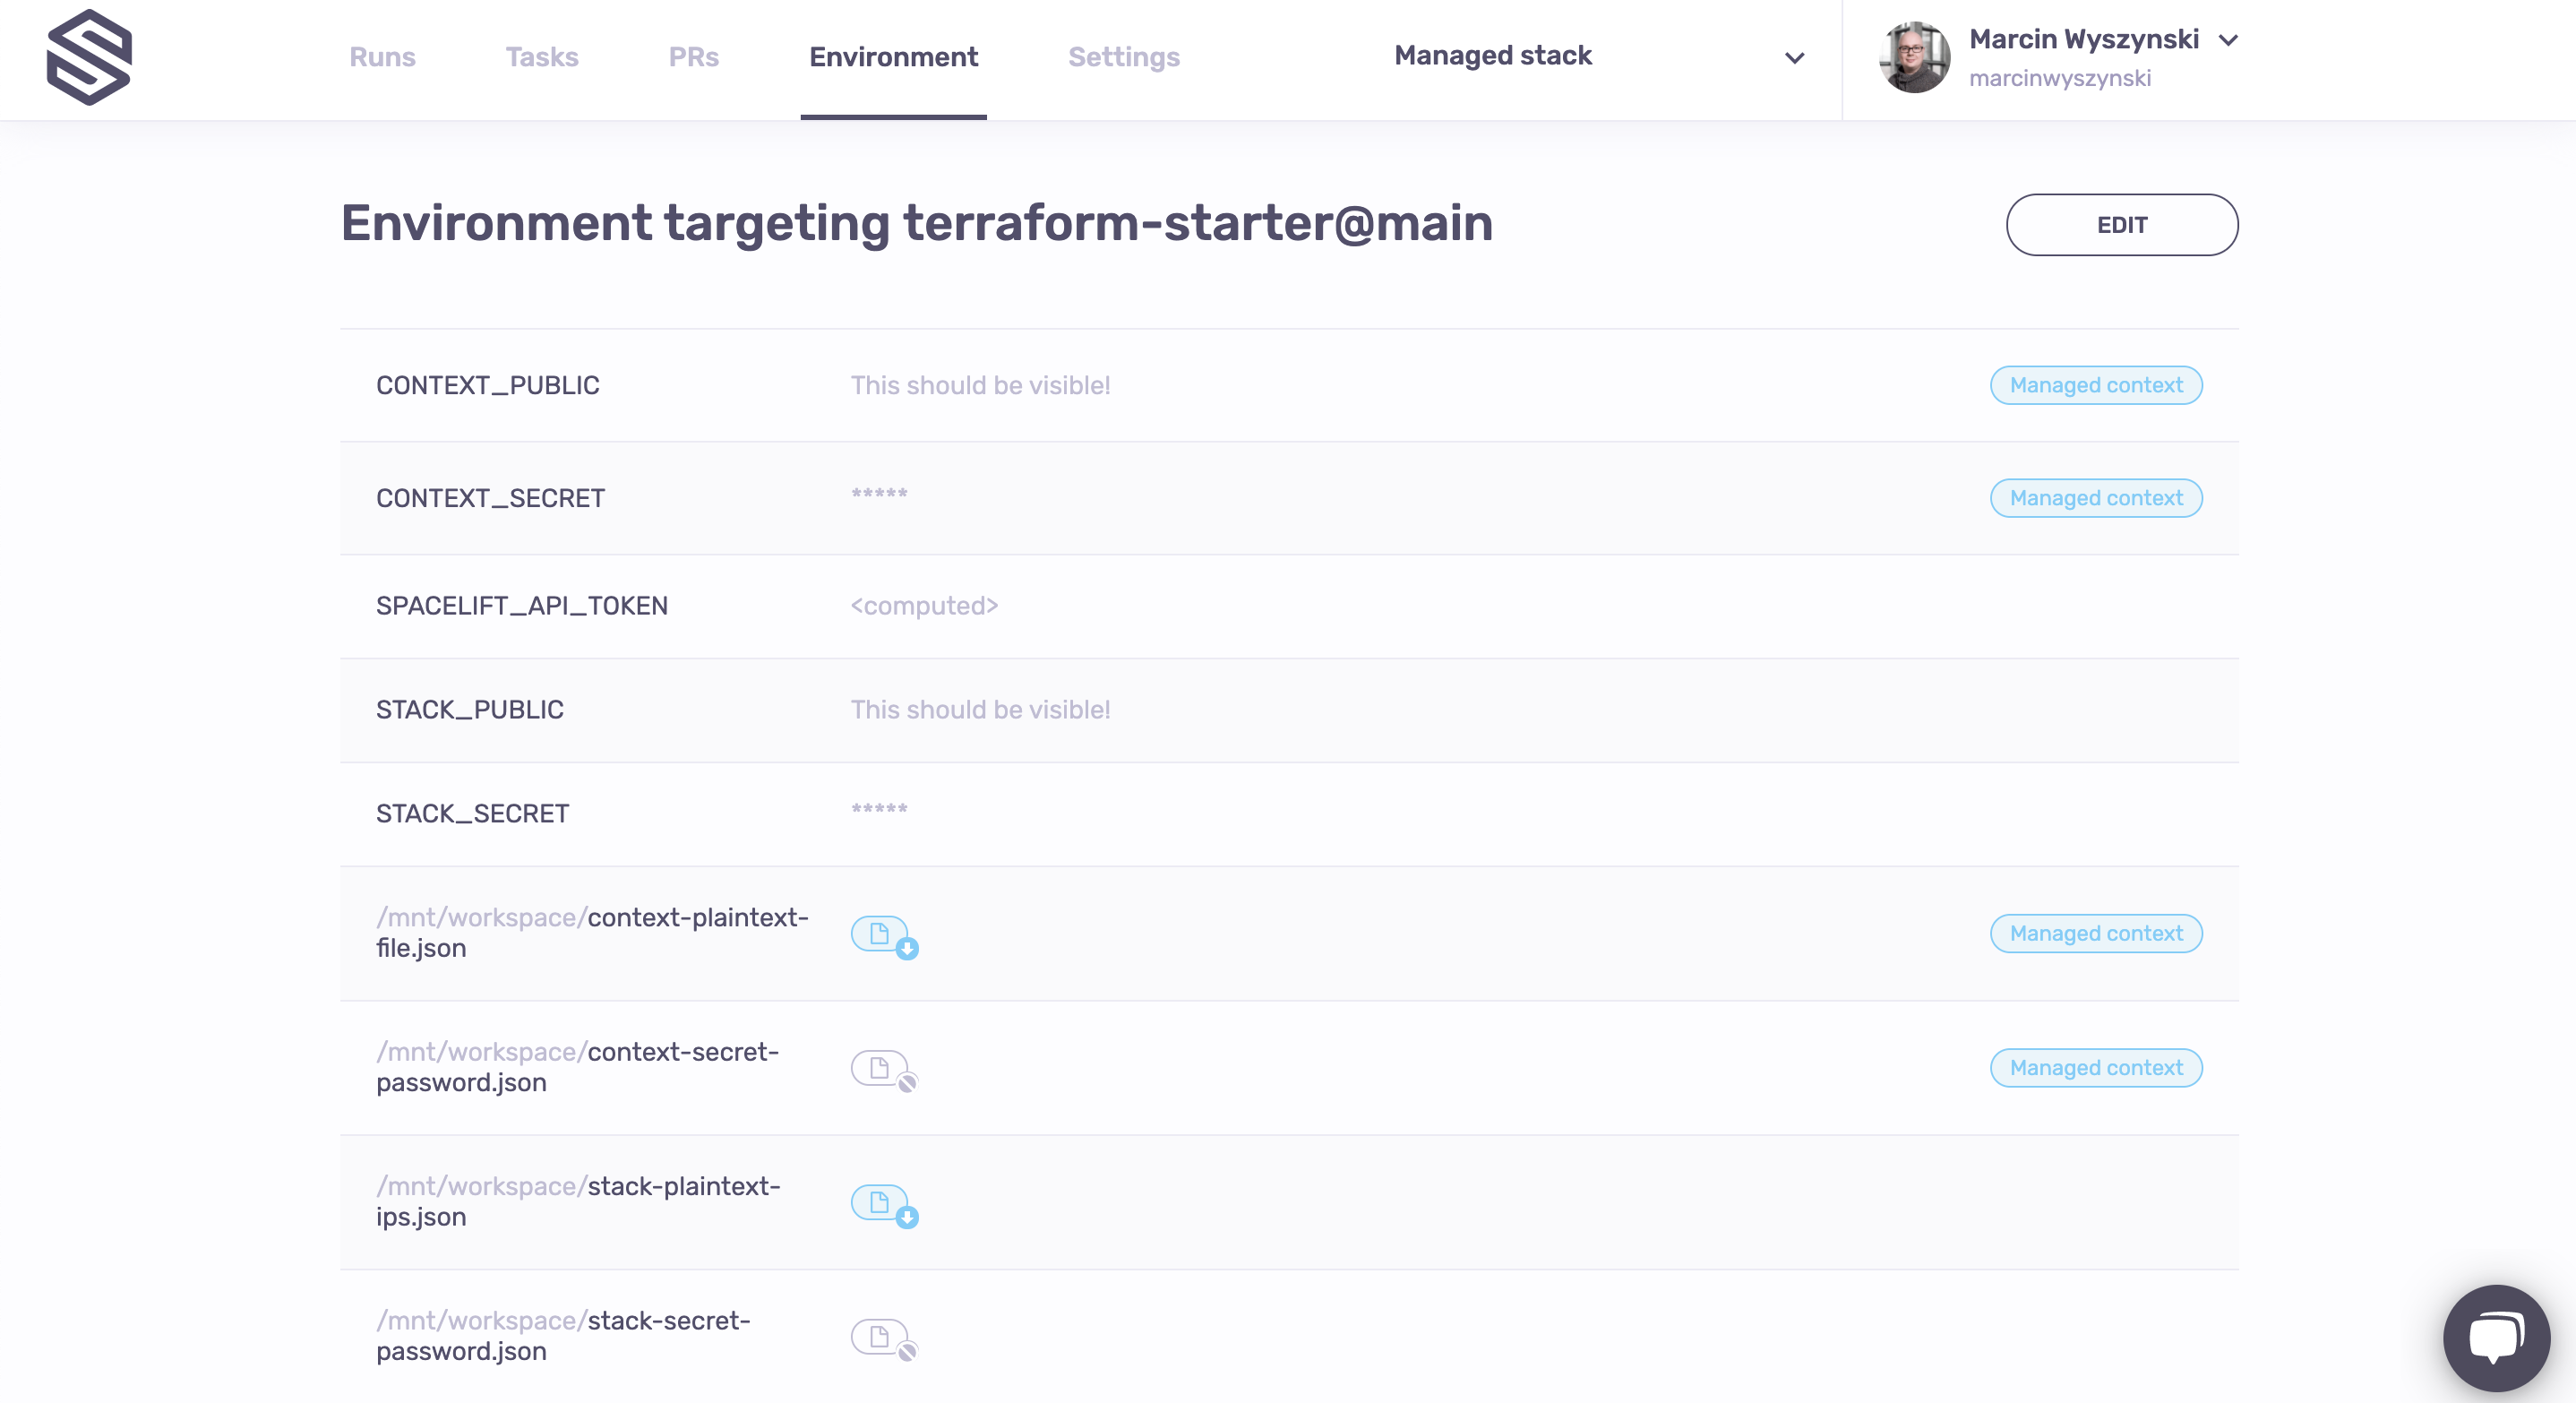 Runs Tasks PRs Environment Settings Managed stack Marcin Wyszynski
marcinwyszynski
Environment targeting terraform-starter@main EDIT
CONTEXT_PUBLIC This should be visible! Managed context
CONTEXT_SECRET ***** Managed context
SPACELIFT_API_TOKEN <computed>
STACK_PUBLIC This should be visible!
STACK_SECRET *****
/mnt/workspace/context-plaintext-
file.json
Managed context
/mnt/workspace/context-secret-
password.json
Managed context
/mnt/workspace/stack-plaintext-
ips.json
/mnt/workspace/stack-secret-
password.json